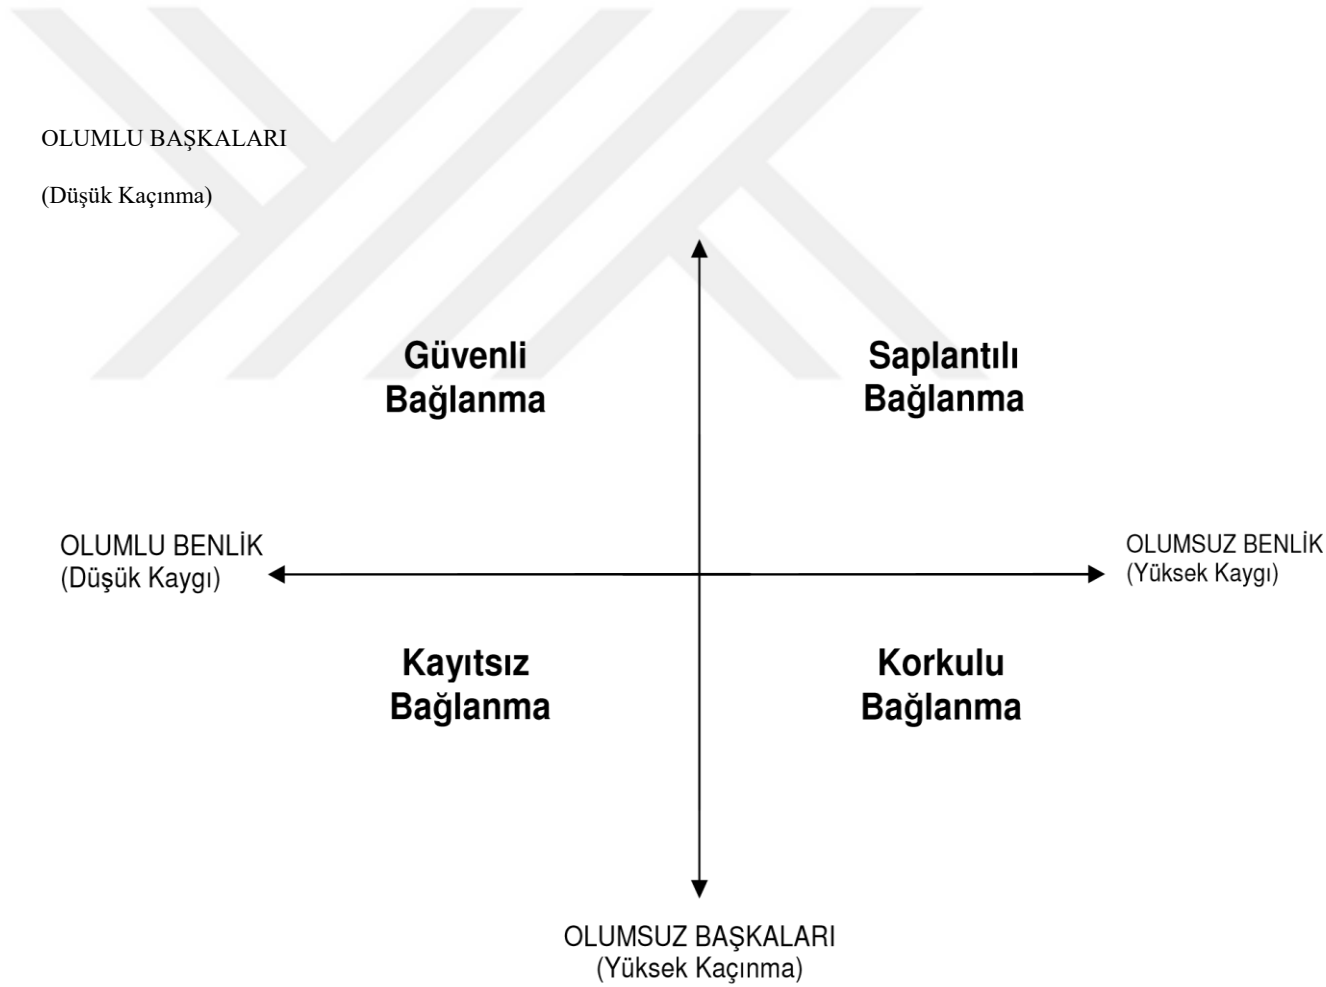 OLUMLU BAŞKALARI
(Düşük Kaçınma)
Güvenli
Bağlanma
Saplantılı
Bağlanma
OLUMLU BENLİK
(Düşük Kaygı)
OLUMSUZ BENLİK
(Yüksek Kaygı)
Kayıtsız
Bağlanma
Korkulu
Bağlanma
OLUMSUZ BAŞKALARI
(Yüksek Kaçınma)